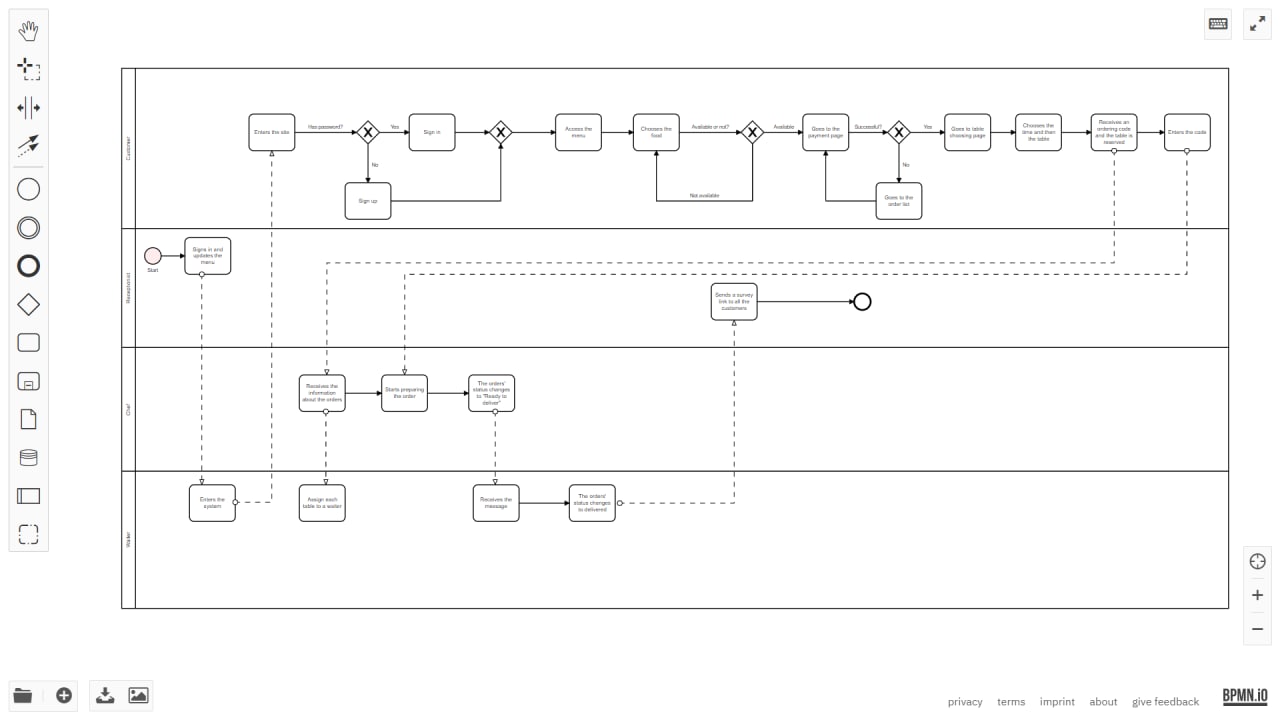 Customer
Enters the site
Has password?
Yes
Sign in
No
Sign up
Access the
menu
Chooses the
food
Available or not?
Available
Not available
Goes to the
payment page
Successful?
Yes
No
Goes to the
order list
Goes to table
choosing page
Chooses the
time and then
the table
Receives an
ordering code
and the table is
reserved
Enters the code
Receptionist
Start
Signs in and
updates the
menu
Sends a survey
link to all the
customers
Chef
Receives the
information
about the orders
Starts preparing
the order
The orders'
status changes
to "Ready to
deliver"
Waiter
Enters the
system
Assign each
table to a waiter
Receives the
message
The orders'
status changes
to delivered
privacy terms imprint about give feedback
BPMN.iO